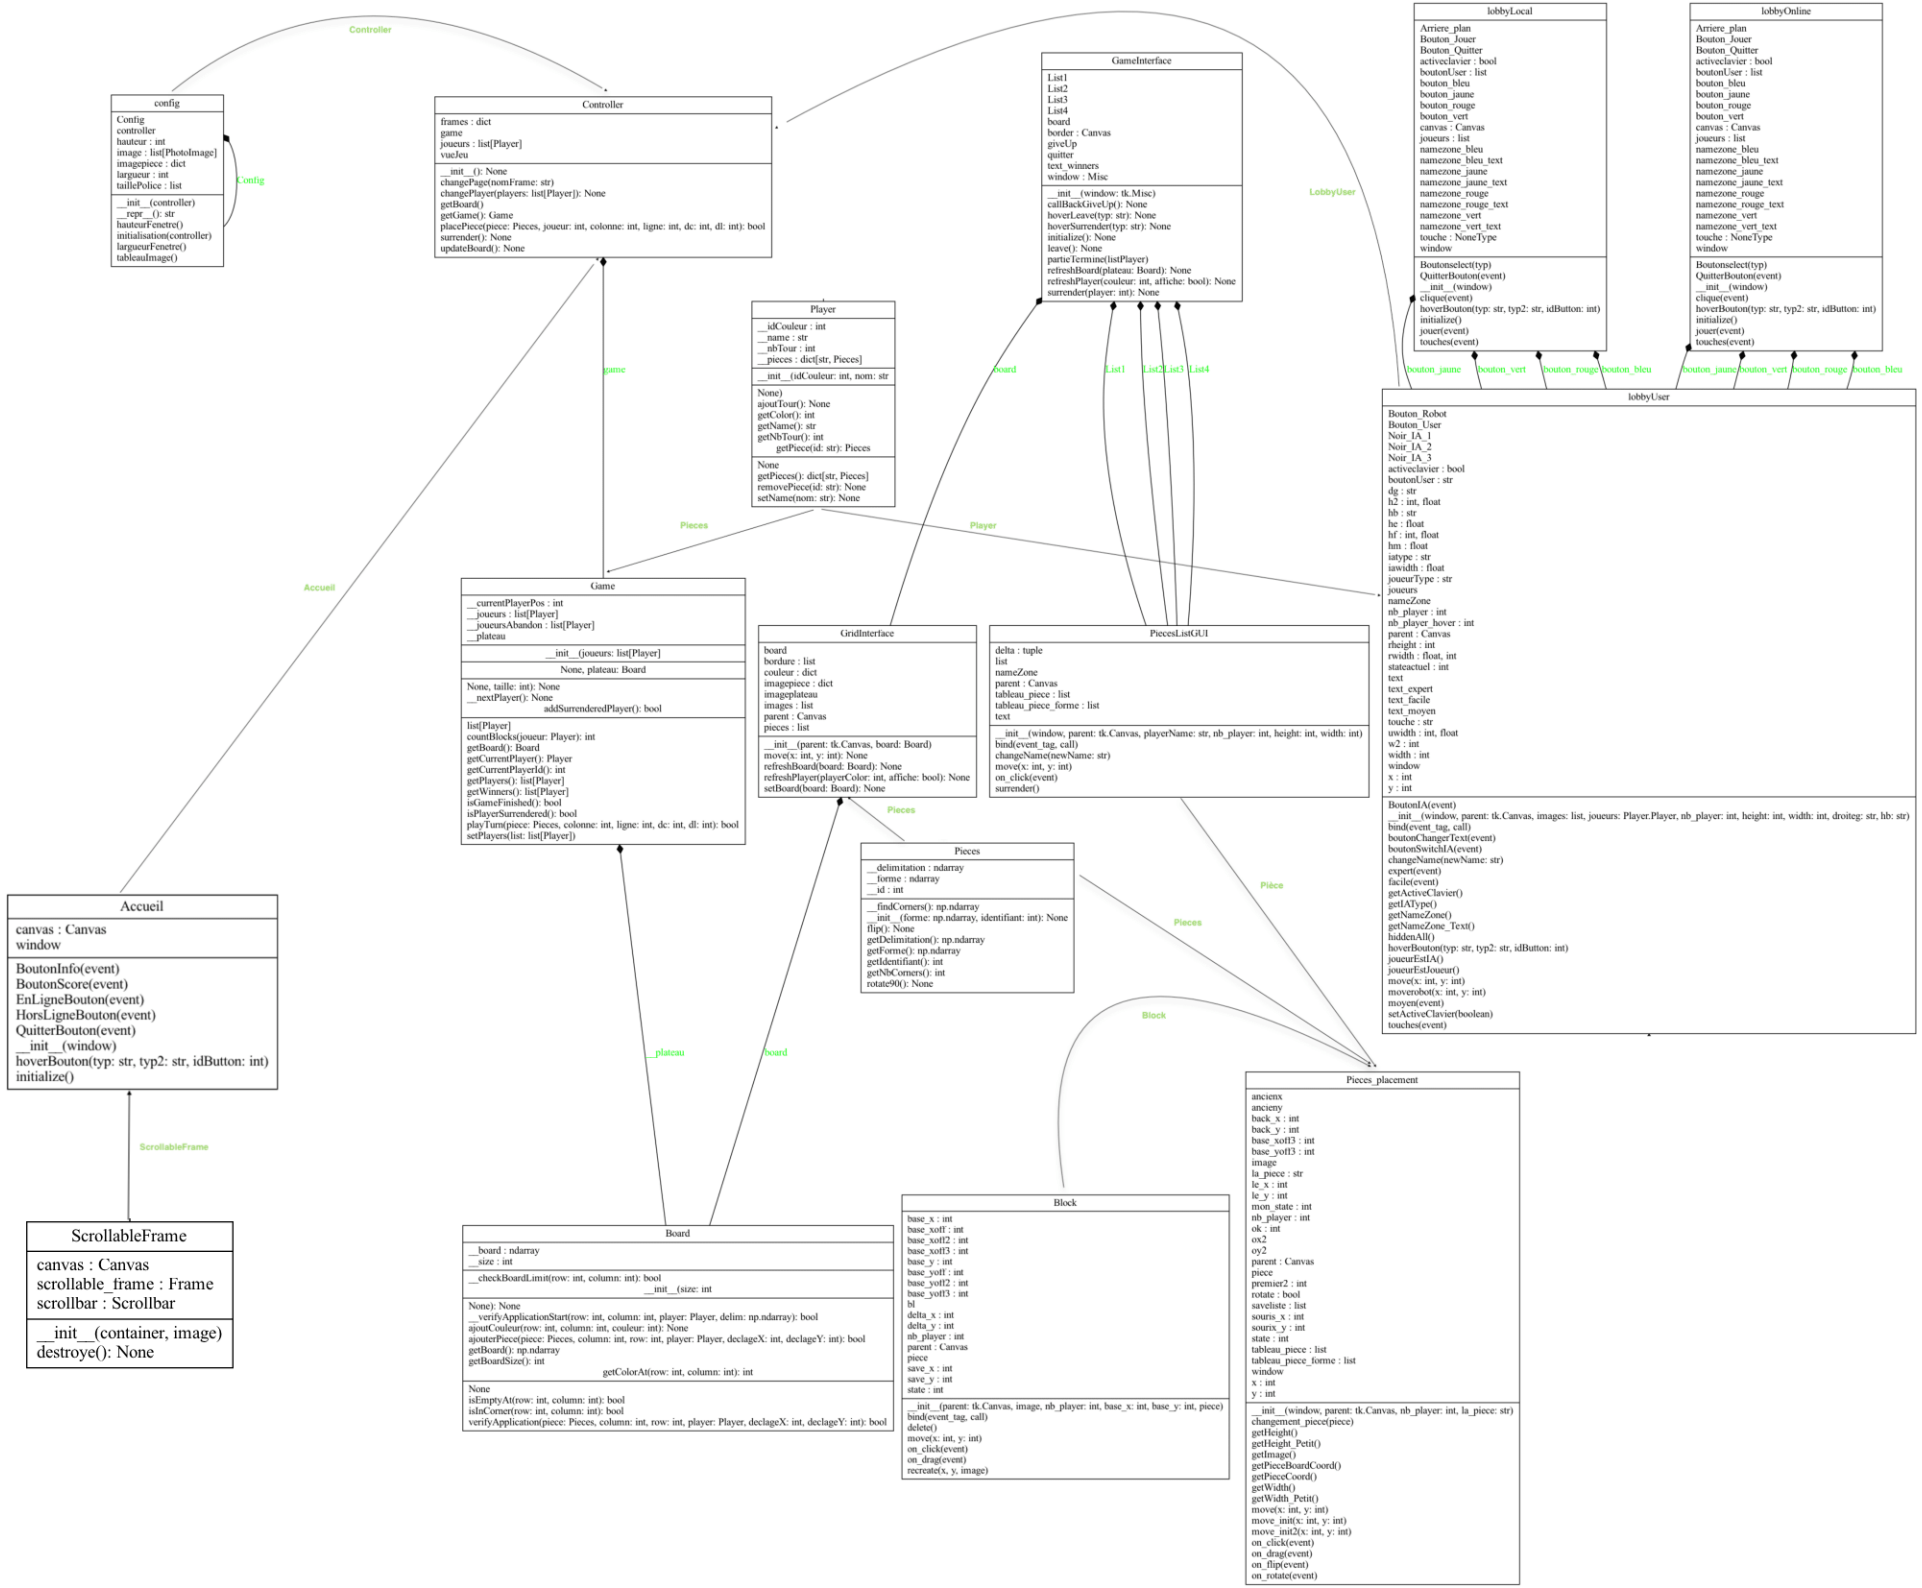 Controller
config
Config
controller
hauteur : int
image : list[PhotoImage]
imagepiece : dict
largueur : int
taillePolice : list
__init__(controller)
__repr__(): str
hauteurFenetre()
initialisation(controller)
largueurFenetre()
tableauImage()
Config
Controller
frames : dict
game
joueurs : list[Player]
vueJeu
__init__(): None
changePage(nomFrame: str)
changePlayer(players: list[Player]): None
getBoard()
getGame(): Game
placePiece(piece: Pieces, joueur: int, colonne: int, ligne: int, dc: int, dl: int): bool
surrender(): None
updateBoard(): None
GameInterface
List1
List2
List3
List4
board
border : Canvas
giveUp
quitter
text_winners
window : Misc
__init__(window: tk.Misc)
callBackGiveUp(): None
hoverLeave(typ: str): None
hoverSurrender(typ: str): None
initialize(): None
leave(): None
partieTermine(listPlayer)
refreshBoard(plateau: Board): None
refreshPlayer(couleur: int, affiche: bool): None
surrender(player: int): None
LobbyUser
lobbyLocal
Arriere_plan
Bouton_Jouer
Bouton_Quitter
activeclavier : bool
boutonUser : list
bouton_bleu
bouton_jaune
bouton_rouge
bouton_vert
canvas : Canvas
joueurs : list
namezone_bleu
namezone_bleu_text
namezone_jaune
namezone_jaune_text
namezone_rouge
namezone_rouge_text
namezone_vert
namezone_vert_text
touche : NoneType
window
Boutonselect(typ)
QuitterBouton(event)
__init__(window)
clique(event)
hoverBouton(typ: str, typ2: str, idButton: int)
initialize()
jouer(event)
touches(event)
lobbyOnline
Arriere_plan
Bouton_Jouer
Bouton_Quitter
activeclavier : bool
boutonUser : list
bouton_bleu
bouton_jaune
bouton_rouge
bouton_vert
canvas : Canvas
joueurs : list
namezone_bleu
namezone_bleu_text
namezone_jaune
namezone_jaune_text
namezone_rouge
namezone_rouge_text
namezone_vert
namezone_vert_text
touche : NoneType
window
Boutonselect(typ)
QuitterBouton(event)
__init__(window)
clique(event)
hoverBouton(typ: str, typ2: str, idButton: int)
initialize()
jouer(event)
touches(event)
Player
__idCouleur : int
__name : str
__nbTour : int
__pieces : dict[str, Pieces]
__init__(idCouleur: int, nom: str
None)
ajoutTour(): None
getColor(): int
getName(): str
getNbTour(): int
getPiece(id: str): Pieces
None
getPieces(): dict[str, Pieces]
removePiece(id: str): None
setName(nom: str): None
game
board
List1
List2
List3
List4
bouton_jaune
bouton_vert
bouton_rouge
bouton_bleu
bouton_jaune
bouton_vert
bouton_rouge
bouton_bleu
Pieces
Player
Accueil
lobbyUser
Bouton_Robot
Bouton_User
Noir_IA_1
Noir_IA_2
Noir_IA_3
activeclavier : bool
boutonUser : str
dg : str
h2 : int, float
hb : str
he : float
hf : int, float
hm : float
iatype : str
iawidth : float
joueurType : str
joueurs
nameZone
nb_player : int
nb_player_hover : int
parent : Canvas
rheight : int
rwidth : float, int
stateactuel : int
text
text_expert
text_facile
text_moyen
touche : str
uwidth : int, float
w2 : int
width : int
window
x : int
y : int
BoutonIA(event)
__init__(window, parent: tk.Canvas, images: list, joueurs: Player.Player, nb_player: int, height: int, width: int, droiteg: str, hb: str)
bind(event_tag, call)
boutonChangerText(event)
boutonSwitchIA(event)
changeName(newName: str)
expert(event)
facile(event)
getActiveClavier()
getIAType()
getNameZone()
getNameZone_Text()
hiddenAll()
hoverBouton(typ: str, typ2: str, idButton: int)
joueurEstIA()
joueurEstJoueur()
move(x: int, y: int)
moverobot(x: int, y: int)
moyen(event)
setActiveClavier(boolean)
touches(event)
Game
__currentPlayerPos : int
__joueurs : list[Player]
__joueursAbandon : list[Player]
__plateau
__init__(joueurs: list[Player]
None, plateau: Board
None, taille: int): None
__nextPlayer(): None
addSurrenderedPlayer(): bool
list[Player]
countBlocks(joueur: Player): int
getBoard(): Board
getCurrentPlayer(): Player
getCurrentPlayerId(): int
getPlayers(): list[Player]
getWinners(): list[Player]
isGameFinished(): bool
isPlayerSurrendered(): bool
playTurn(piece: Pieces, colonne: int, ligne: int, dc: int, dl: int): bool
setPlayers(list: list[Player])
GridInterface
board
bordure : list
couleur : dict
imagepiece : dict
imageplateau
images : list
parent : Canvas
pieces : list
__init__(parent: tk.Canvas, board: Board)
move(x: int, y: int): None
refreshBoard(board: Board): None
refreshPlayer(playerColor: int, affiche: bool): None
setBoard(board: Board): None
PiecesListGUI
delta : tuple
list
nameZone
parent : Canvas
tableau_piece : list
tableau_piece_forme : list
text
__init__(window, parent: tk.Canvas, playerName: str, nb_player: int, height: int, width: int)
bind(event_tag, call)
changeName(newName: str)
move(x: int, y: int)
on_click(event)
surrender()
Pieces
Pieces
__delimitation : ndarray
__forme : ndarray
__id : int
__findCorners(): np.ndarray
__init__(forme: np.ndarray, identifiant: int): None
flip(): None
getDelimitation(): np.ndarray
getForme(): np.ndarray
getIdentifiant(): int
getNbCorners(): int
rotate90(): None
Pièce
Pieces
Block
__plateau
board
Accueil
canvas : Canvas
window
BoutonInfo(event)
BoutonScore(event)
EnLigneBouton(event)
HorsLigneBouton(event)
QuitterBouton(event)
__init__(window)
hoverBouton(typ: str, typ2: str, idButton: int)
initialize()
ScrollableFrame
ScrollableFrame
canvas : Canvas
scrollable_frame : Frame
scrollbar : Scrollbar
__init__(container, image)
destroye(): None
Board
__board : ndarray
__size : int
__checkBoardLimit(row: int, column: int): bool
__init__(size: int
None): None
__verifyApplicationStart(row: int, column: int, player: Player, delim: np.ndarray): bool
ajoutCouleur(row: int, column: int, couleur: int): None
ajouterPiece(piece: Pieces, column: int, row: int, player: Player, declageX: int, declageY: int): bool
getBoard(): np.ndarray
getBoardSize(): int
getColorAt(row: int, column: int): int
None
isEmptyAt(row: int, column: int): bool
isInCorner(row: int, column: int): bool
verifyApplication(piece: Pieces, column: int, row: int, player: Player, declageX: int, declageY: int): bool
Block
base_x : int
base_xoff : int
base_xoff2 : int
base_xoff3 : int
base_y : int
base_yoff : int
base_yoff2 : int
base_yoff3 : int
bl
delta_x : int
delta_y : int
nb_player : int
parent : Canvas
piece
save_x : int
save_y : int
state : int
__init__(parent: tk.Canvas, image, nb_player: int, base_x: int, base_y: int, piece)
bind(event_tag, call)
delete()
move(x: int, y: int)
on_click(event)
on_drag(event)
recreate(x, y, image)
Pieces_placement
ancienx
ancieny
back_x : int
back_y : int
base_xoff3 : int
base_yoff3 : int
image
la_piece : str
le_x : int
le_y : int
mon_state : int
nb_player : int
ok : int
ox2
oy2
parent : Canvas
piece
premier2 : int
rotate : bool
saveliste : list
souris_x : int
sourix_y : int
state : int
tableau_piece : list
tableau_piece_forme : list
window
x : int
y : int
__init__(window, parent: tk.Canvas, nb_player: int, la_piece: str)
changement_piece(piece)
getHeight()
getHeight_Petit()
getImage()
getPieceBoardCoord()
getPieceCoord()
getWidth()
getWidth_Petit()
move(x: int, y: int)
move_init(x: int, y: int)
move_init2(x: int, y: int)
on_click(event)
on_drag(event)
on_flip(event)
on_rotate(event)